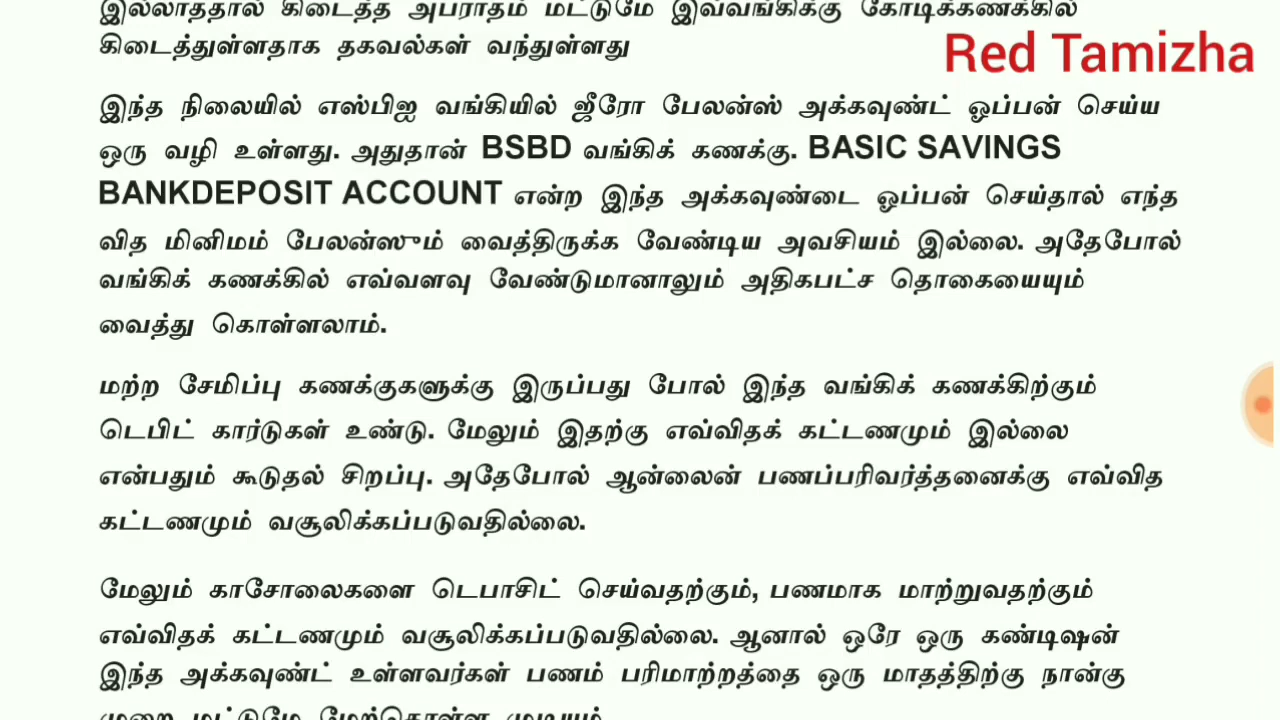 இல்லாததால் கிடைத்த அபராதம் மட்டுமே இவ்வங்கிக்கு கோடிக்கணக்கில்
கிடைத்துள்ளதாக தகவல்கள் வந்துள்ளது
Red Tamizha
இந்த நிலையில் எஸ்பிஐ வங்கியில் ஜீரோ பேலன்ஸ் அக்கவுண்ட் ஓப்பன் செய்ய
ஒரு வழி உள்ளது. அதுதான் BSBD வங்கிக் கணக்கு. BASIC SAVINGS
BANKDEPOSIT ACCOUNT என்ற இந்த அக்கவுண்டை ஓப்பன் செய்தால் எந்த
வித மினிமம் பேலன்ஸும் வைத்திருக்க வேண்டிய அவசியம் இல்லை. அதேபோல்
வங்கிக் கணக்கில் எவ்வளவு வேண்டுமானாலும் அதிகபட்ச தொகையையும்
வைத்து கொள்ளலாம்.
மற்ற சேமிப்பு கணக்குகளுக்கு இருப்பது போல் இந்த வங்கிக் கணக்கிற்கும்
டெபிட் கார்டுகள் உண்டு. மேலும் இதற்கு எவ்விதக் கட்டணமும் இல்லை
என்பதும் கூடுதல் சிறப்பு. அதேபோல் ஆன்லைன் பணப்பரிவர்த்தனைக்கு எவ்வித
கட்டணமும் வசூலிக்கப்படுவதில்லை.
மேலும் காசோலைகளை டெபாசிட் செய்வதற்கும், பணமாக மாற்றுவதற்கும்
எவ்விதக் கட்டணமும் வசூலிக்கப்படுவதில்லை. ஆனால் ஒரே ஒரு கண்டிஷன்
இந்த அக்கவுண்ட் உள்ளவர்கள் பணம் பரிமாற்றத்தை ஒரு மாதத்திற்கு நான்கு
முறை மட்டுமே மேற்கொள்ள முடியும்